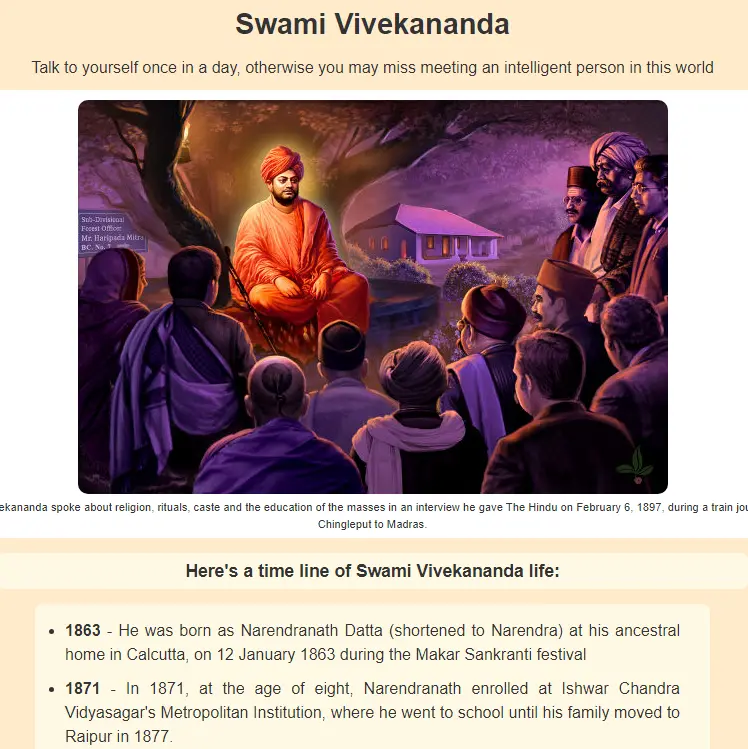 Swami Vivekananda
Talk to yourself once in a day, otherwise you may miss meeting an intelligent person in this world
Sub-Divisional
Forest Officer
Mr. Haripada Mitra
BC. No.
ekananda spoke about religion, rituals, caste and the education of the masses in an interview he gave The Hindu on February 6, 1897, during a train jou
Chingleput to Madras.
Here's a time line of Swami Vivekananda life:
1863 - He was born as Narendranath Datta (shortened to Narendra) at his ancestral
home in Calcutta, on 12 January 1863 during the Makar Sankranti festival
1871 - In 1871, at the age of eight, Narendranath enrolled at Ishwar Chandra
Vidyasagar's Metropolitan Institution, where he went to school until his family moved to
Raipur in 1877.